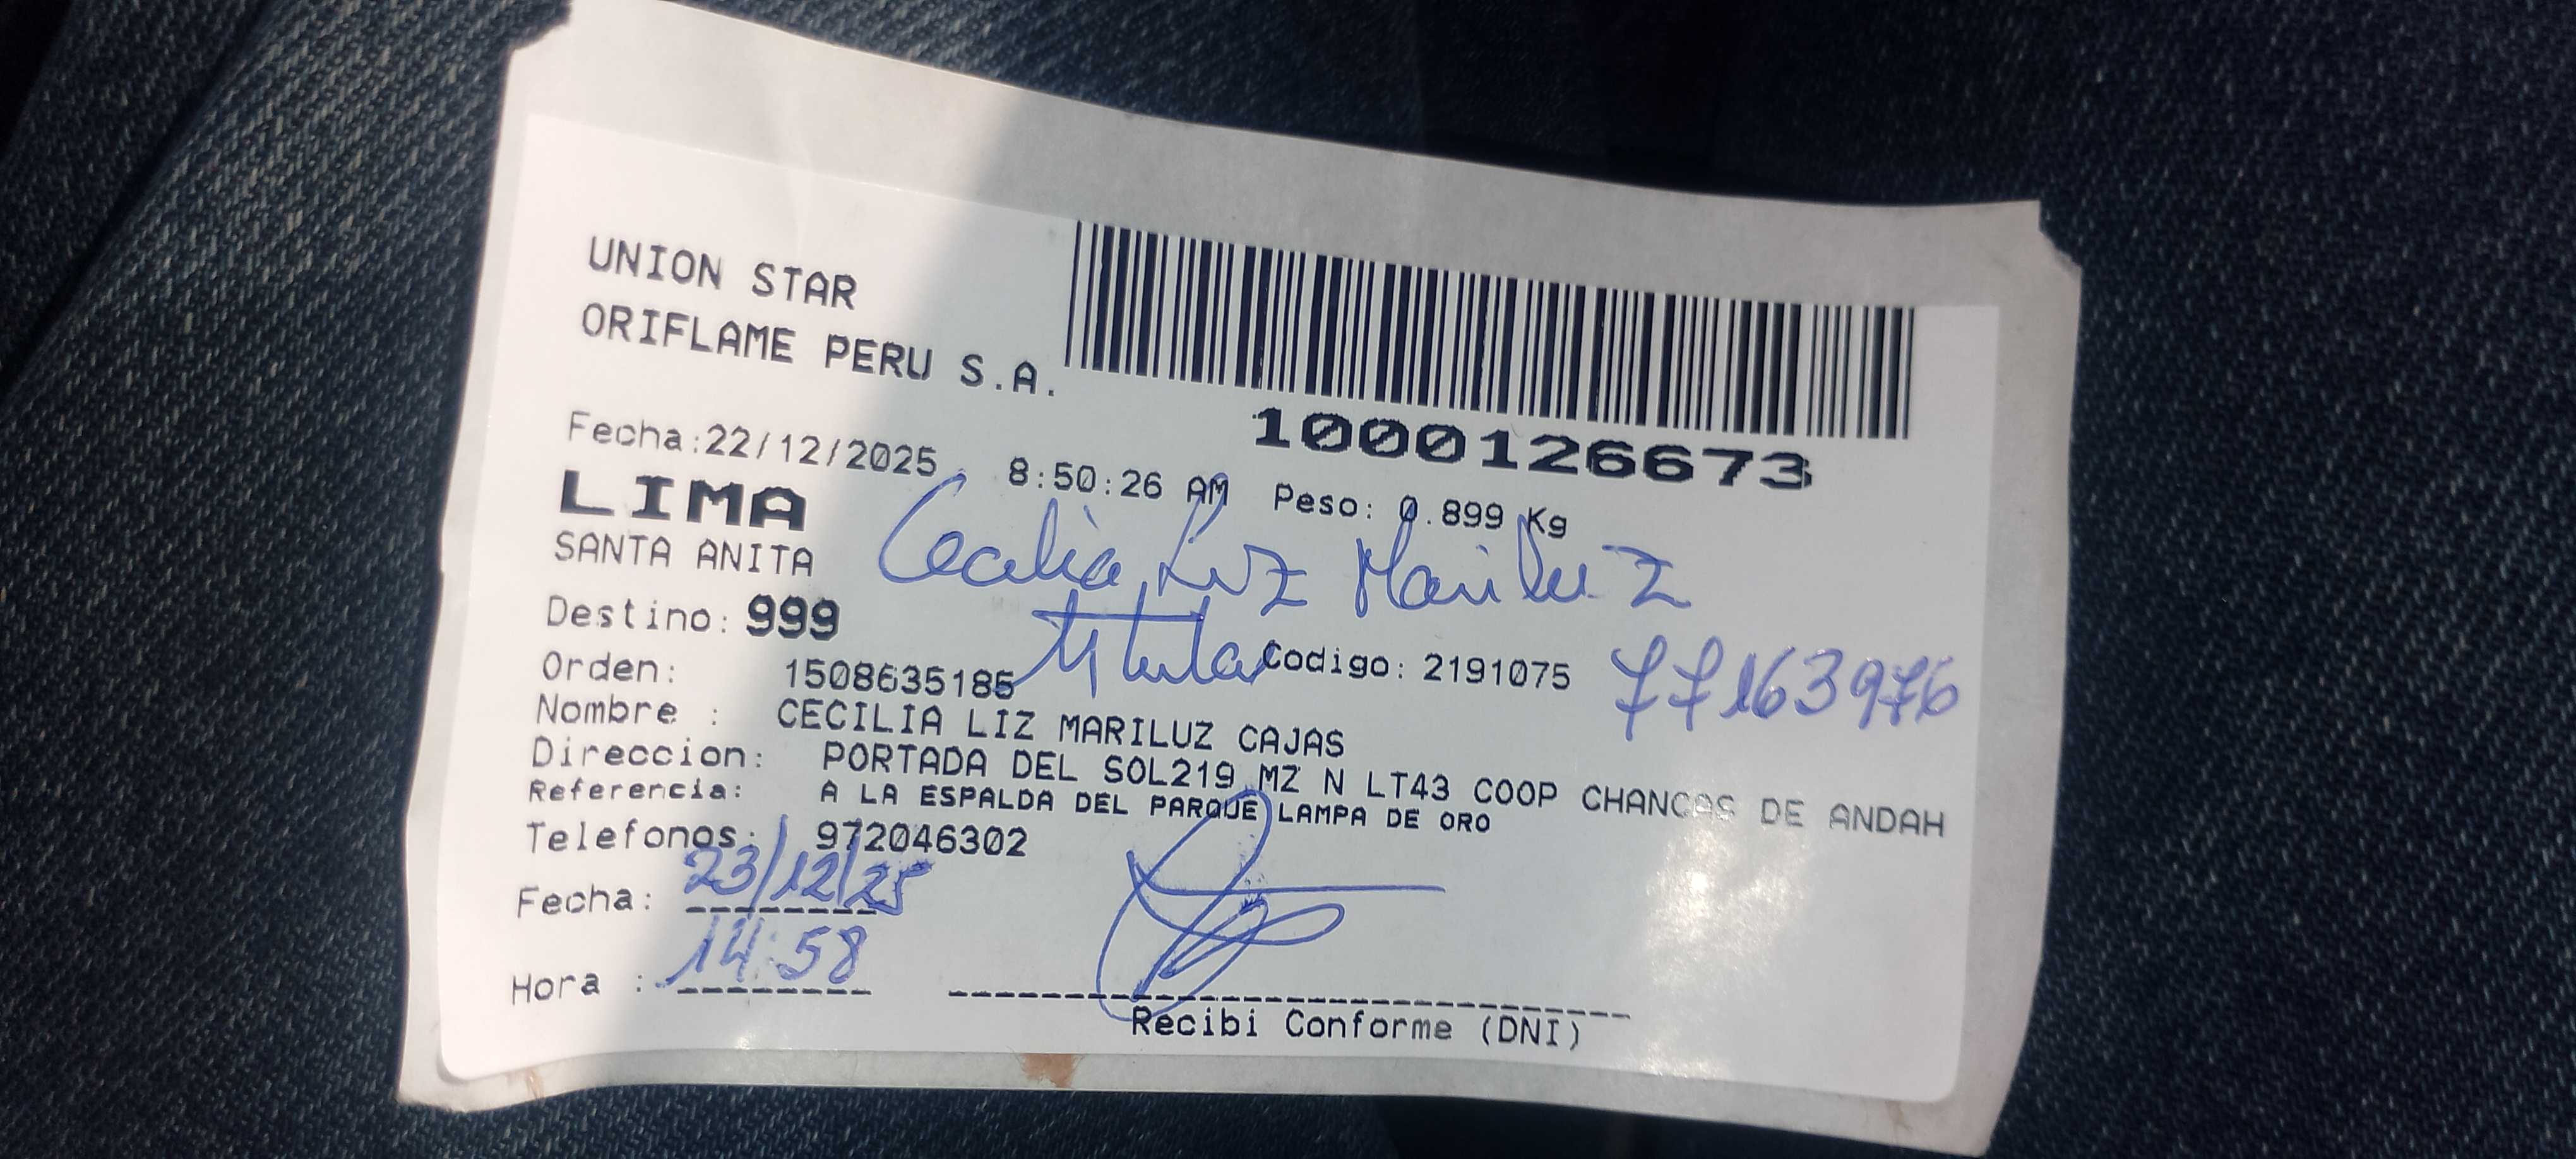 UNION STAR
ORIFLAME PERU S.A.
1000126673
Fecha:22/12/2025 8:50:26 AM Peso: 0.899 Kg
LIMA
SANTA ANITA
Cecilia Liz Mariluz
Destino: 999
titular
Orden: 1508635185 Codigo: 2191075
77163976
Nombre : CECILIA LIZ MARILUZ CAJAS
Direccion: PORTADA DEL SOL219 MZ N LT43 COOP CHANCAS DE ANDAH
Referencia: A LA ESPALDA DEL PARQUE LAMPA DE ORO
Telefonos: 972046302
Fecha: 23/12/25
Hora : 14:58
Recibi Conforme (DNI)